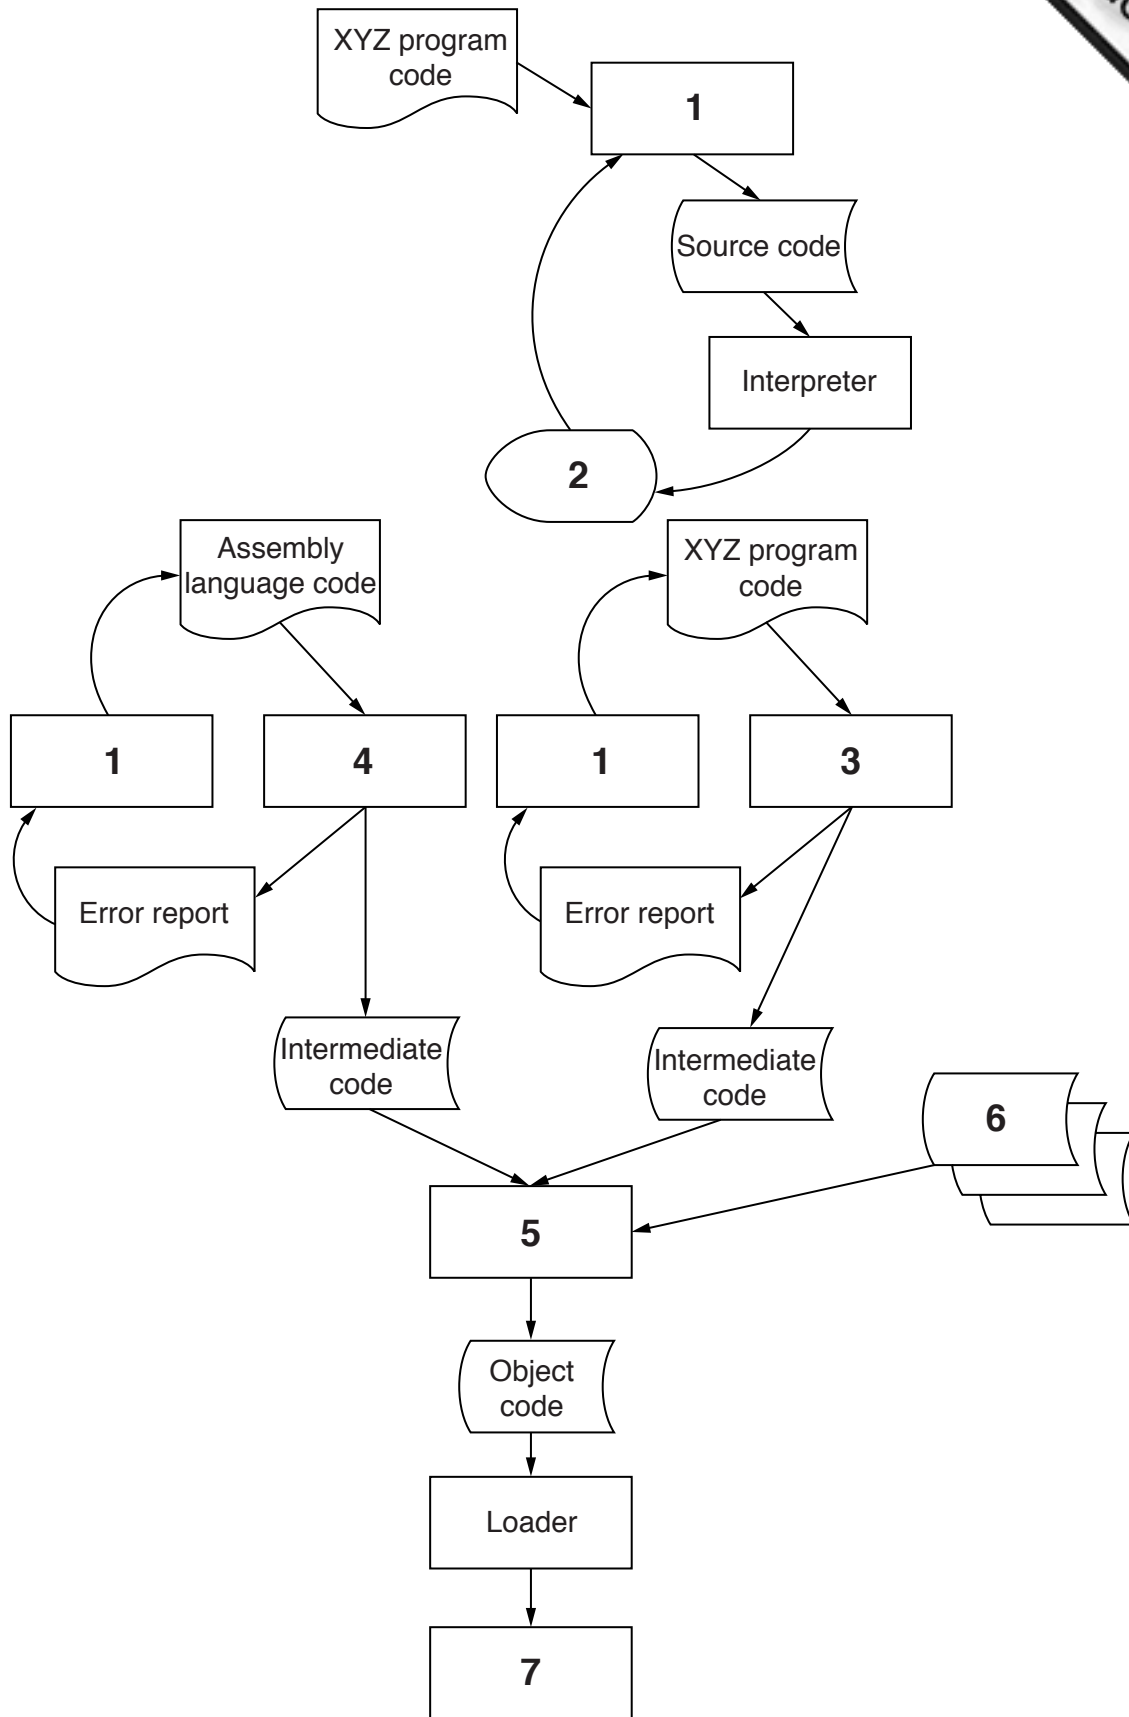 XYZ program
code
1
Source code
Interpreter
2
Assembly
language code
XYZ program
code
1
4
1
3
Error report
Error report
Intermediate
code
Intermediate
code
6
5
Object
code
Loader
7